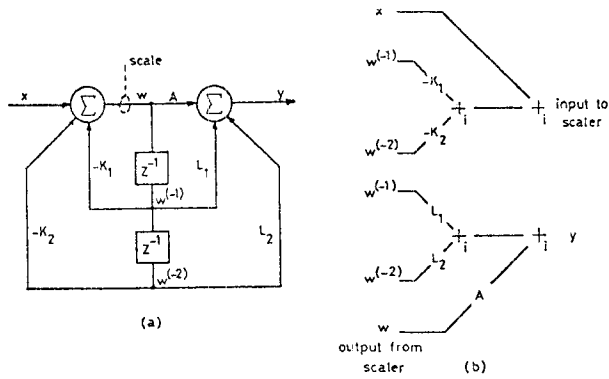 scale
x
Σ
w
A
Σ
y
-K₁
Z⁻¹
L₁
w⁽⁻¹⁾
-K₂
Z⁻¹
L₂
w⁽⁻²⁾
(a)
x
w⁽⁻¹⁾
-K₁
+i
+i
input to
scaler
-K₂
w⁽⁻²⁾
w⁽⁻¹⁾
L₁
+i
+i
y
L₂
w⁽⁻²⁾
A
w
output from
scaler
(b)